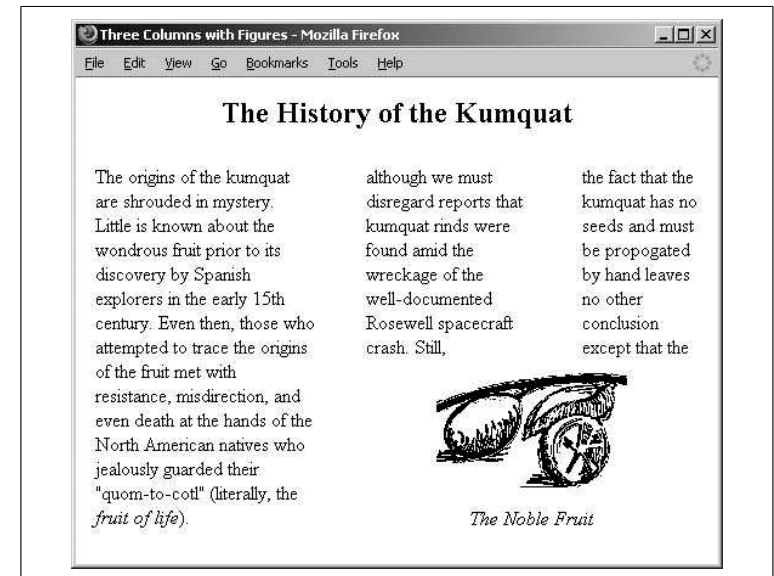 Three Columns with Figures - Mozilla Firefox
File Edit View Go Bookmarks Tools Help
The History of the Kumquat
The origins of the kumquat
are shrouded in mystery.
Little is known about the
wondrous fruit prior to its
discovery by Spanish
explorers in the early 15th
century. Even then, those who
attempted to trace the origins
of the fruit met with
resistance, misdirection, and
even death at the hands of the
North American natives who
jealously guarded their
"quom-to-cotl" (literally, the
fruit of life).
although we must
disregard reports that
kumquat rinds were
found amid the
wreckage of the
well-documented
Rosewell spacecraft
crash. Still,
the fact that the
kumquat has no
seeds and must
be propogated
by hand leaves
no other
conclusion
except that the
The Noble Fruit